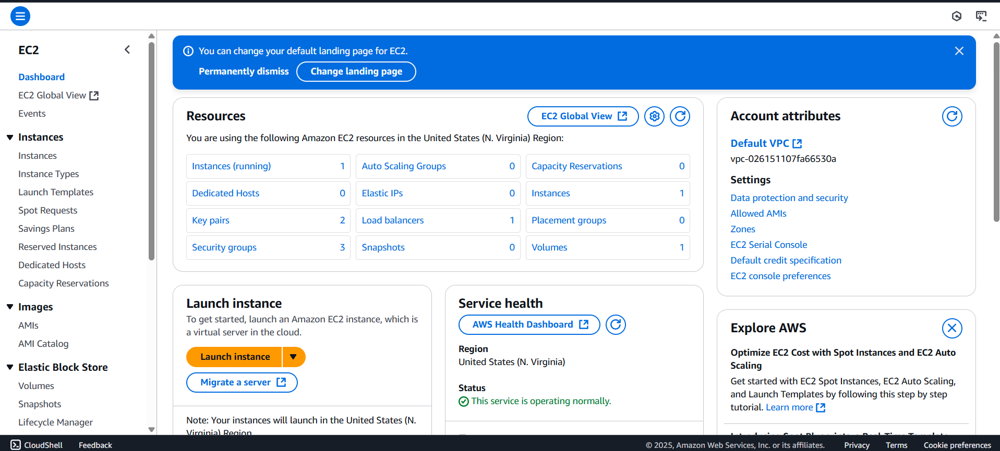 EC2
Dashboard
EC2 Global View
Events
Instances
Instances
Instance Types
Launch Templates
Spot Requests
Savings Plans
Reserved Instances
Dedicated Hosts
Capacity Reservations
Images
AMIs
AMI Catalog
Elastic Block Store
Volumes
Snapshots
Lifecycle Manager
You can change your default landing page for EC2.
Permanently dismiss
Change landing page
Resources
EC2 Global View
You are using the following Amazon EC2 resources in the United States (N. Virginia) Region:
Instances (running) 1
Auto Scaling Groups 0
Capacity Reservations 0
Dedicated Hosts 0
Elastic IPs 0
Instances 1
Key pairs 2
Load balancers 1
Placement groups 0
Security groups 3
Snapshots 0
Volumes 1
Launch instance
To get started, launch an Amazon EC2 instance, which is
a virtual server in the cloud.
Launch instance
Migrate a server
Note: Your instances will launch in the United States (N.
Virginia) Region
Service health
AWS Health Dashboard
Region
United States (N. Virginia)
Status
This service is operating normally.
Account attributes
Default VPC
vpc-026151107fa66530a
Settings
Data protection and security
Allowed AMIs
Zones
EC2 Serial Console
Default credit specification
EC2 console preferences
Explore AWS
Optimize EC2 Cost with Spot Instances and EC2 Auto
Scaling
Get started with EC2 Spot Instances, EC2 Auto Scaling,
and Launch Templates by following this step by step
tutorial. Learn more
CloudShell
Feedback
© 2025, Amazon Web Services, Inc. or its affiliates.
Privacy
Terms
Cookie preferences